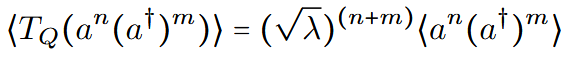 ⟨T_Q(a^n(a^†)^m)⟩ = (√λ)^(n+m)⟨a^n(a^†)^m⟩